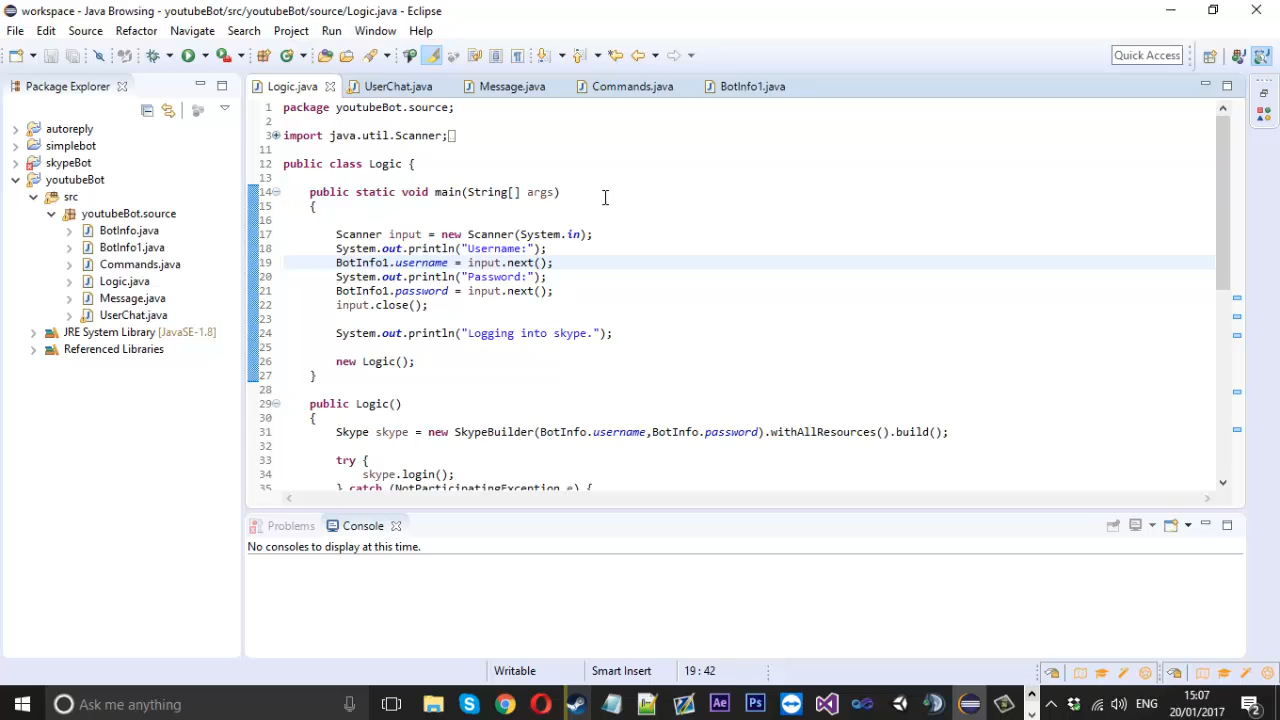 workspace - Java Browsing - youtubeBot/src/youtubeBot/source/Logic.java - Eclipse
File Edit Source Refactor Navigate Search Project Run Window Help
Quick Access
Package Explorer
autoreply
simplebot
skypeBot
youtubeBot
src
youtubeBot.source
BotInfo.java
BotInfo1.java
Commands.java
Logic.java
Message.java
UserChat.java
JRE System Library [JavaSE-1.8]
Referenced Libraries
Logic.java UserChat.java Message.java Commands.java BotInfo1.java
1 package youtubeBot.source;
2
3 import java.util.Scanner;
11
12 public class Logic {
13
14 public static void main(String[] args)
15 {
16
17 Scanner input = new Scanner(System.in);
18 System.out.println("Username:");
19 BotInfo1.username = input.next();
20 System.out.println("Password:");
21 BotInfo1.password = input.next();
22 input.close();
23
24 System.out.println("Logging into skype.");
25
26 new Logic();
27 }
28
29 public Logic()
30 {
31 Skype skype = new SkypeBuilder(BotInfo.username,BotInfo.password).withAllResources().build();
32
33 try {
34 skype.login();
35 } catch (NotParticipatingException e) {
Problems Console
No consoles to display at this time.
Writable Smart Insert 19 : 42
Ask me anything
Ae Ps
ENG
15:07
20/01/2017
2